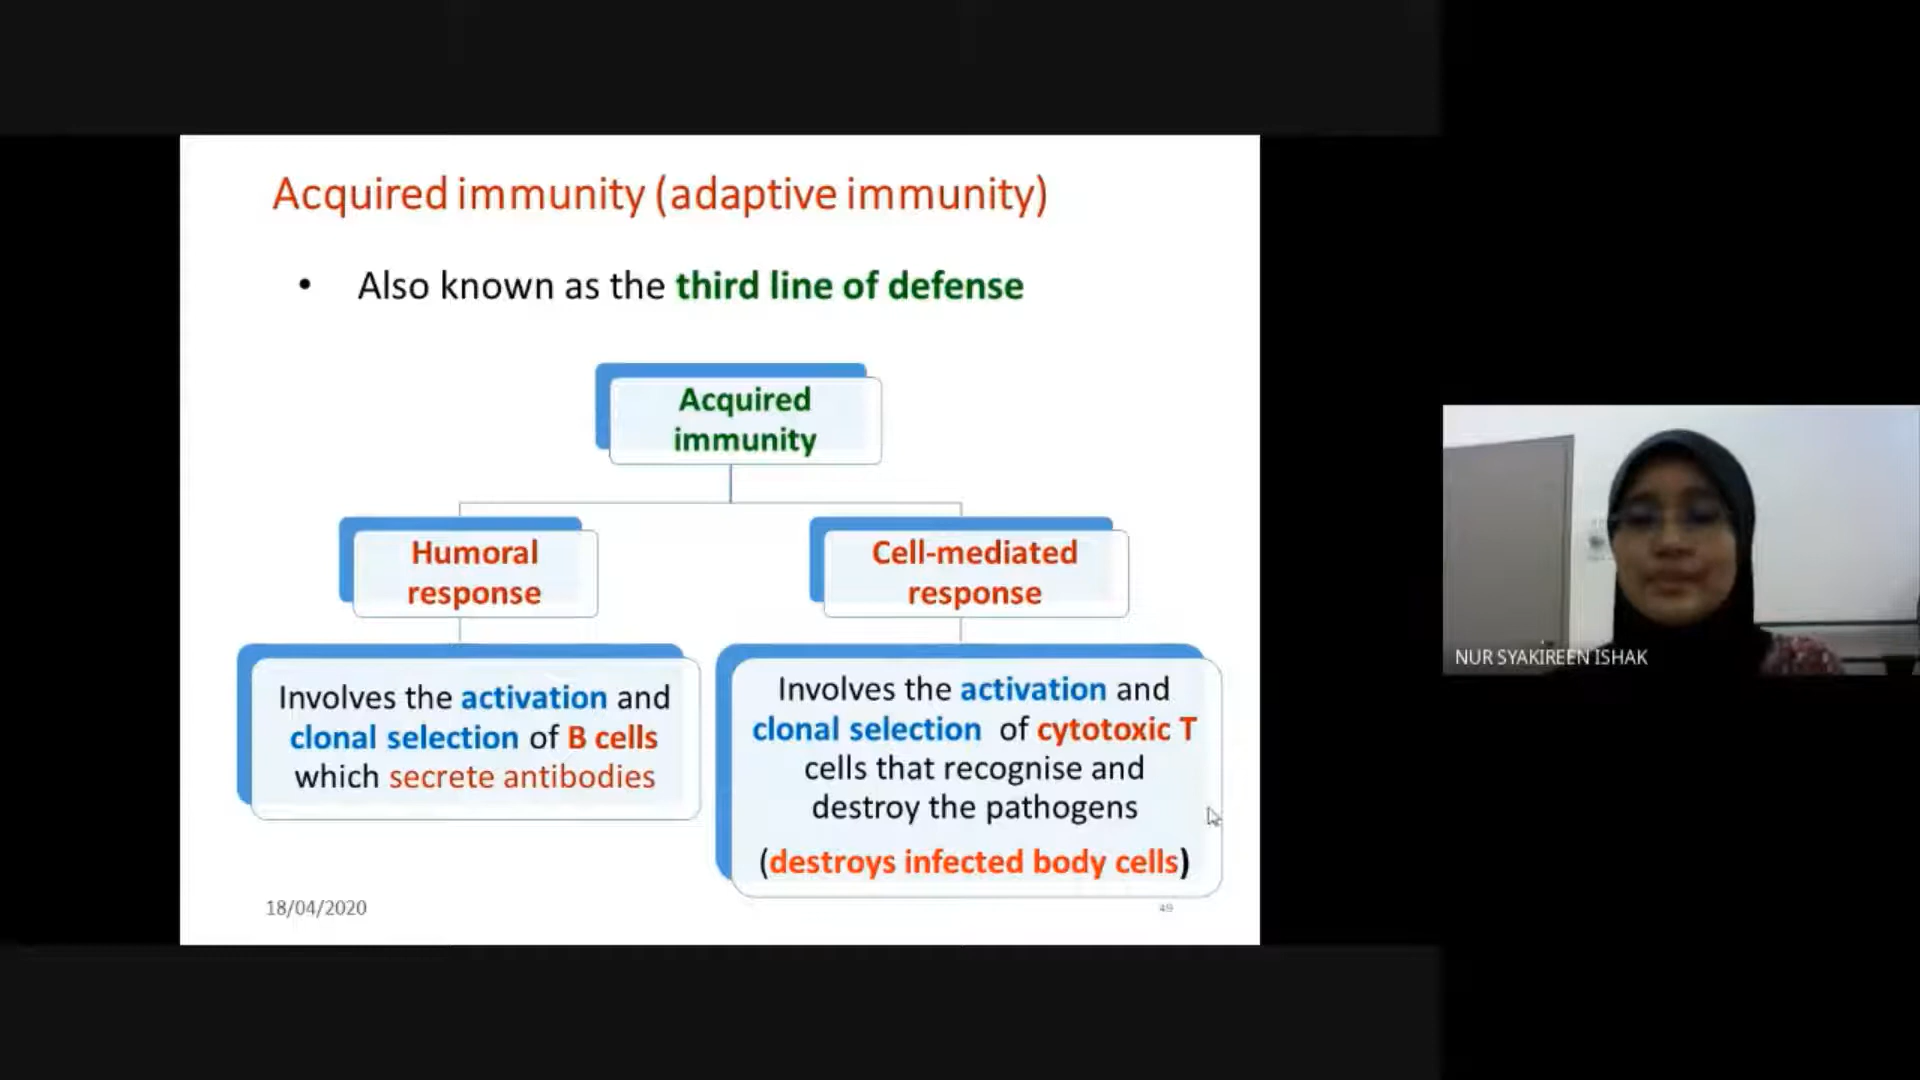 Acquired immunity (adaptive immunity)
• Also known as the third line of defense
Acquired
immunity
Humoral
response
Cell-mediated
response
Involves the activation and
clonal selection of B cells
which secrete antibodies
Involves the activation and
clonal selection of cytotoxic T
cells that recognise and
destroy the pathogens
(destroys infected body cells)
18/04/2020
49
NUR SYAKIREEN ISHAK